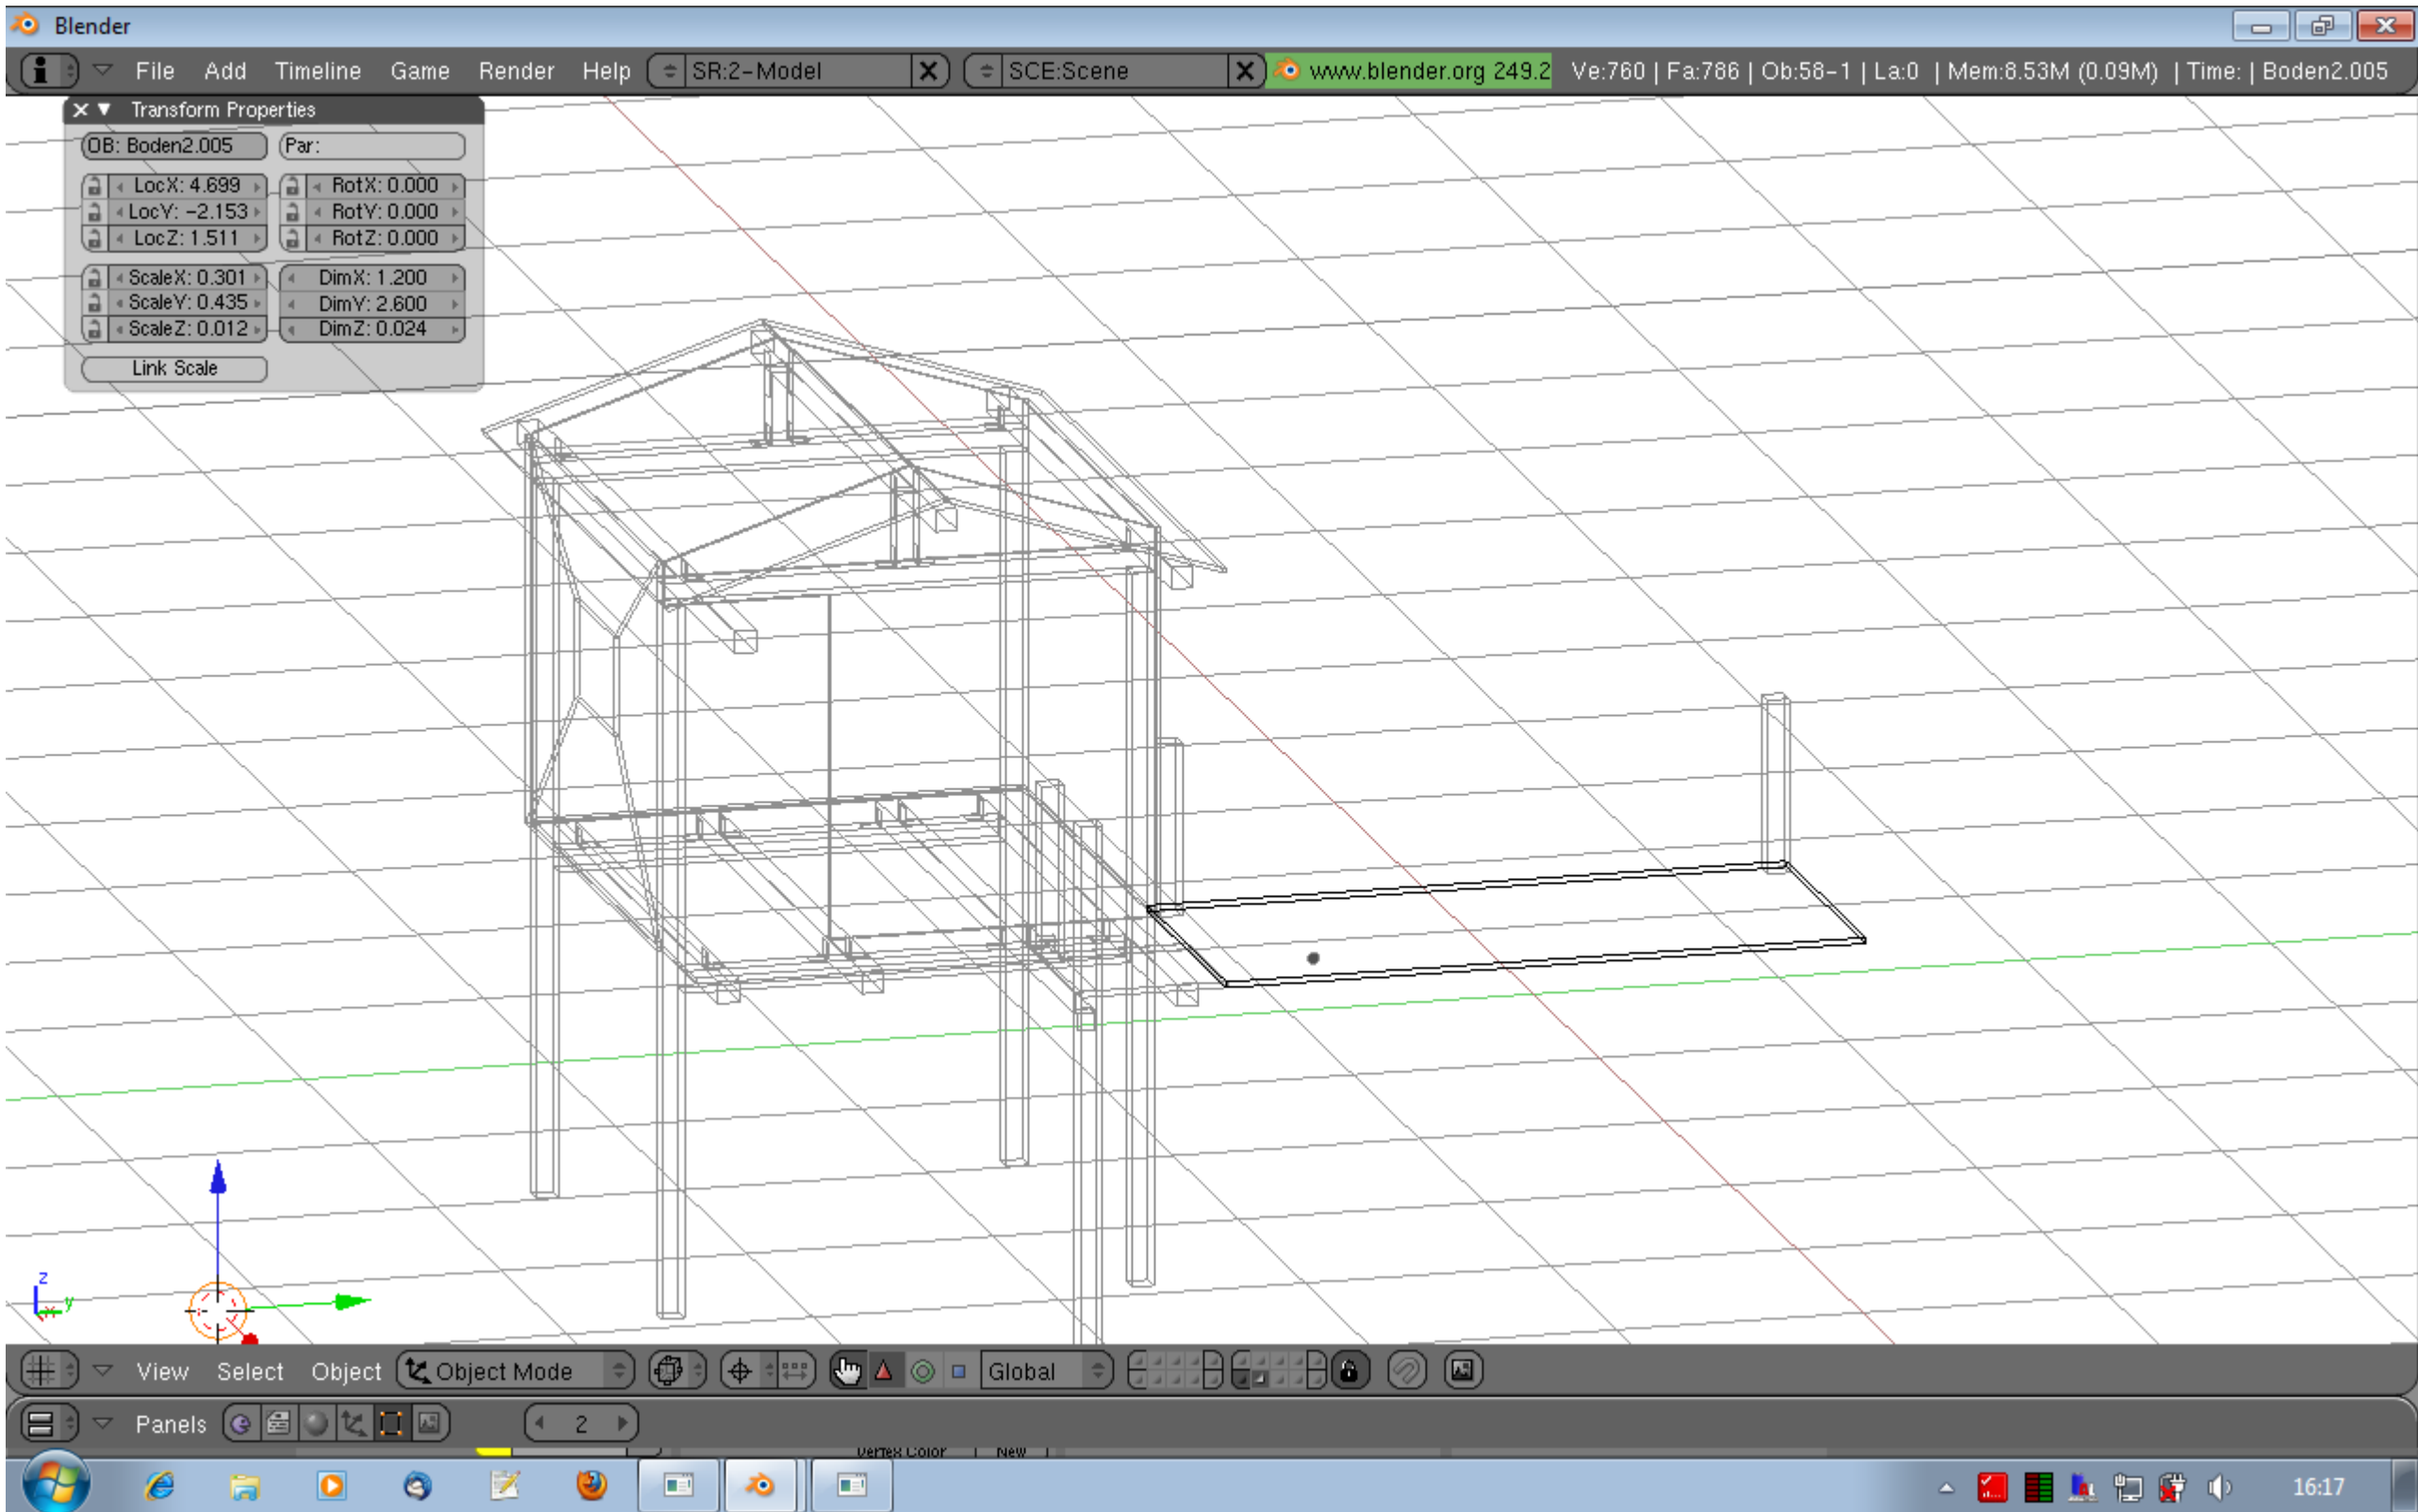 Blender
File Add Timeline Game Render Help SR:2-Model X SCE:Scene X www.blender.org 249.2 Ve:760 | Fa:786 | Ob:58-1 | La:0 | Mem:8.53M (0.09M) | Time: | Boden2.005
Transform Properties
OB: Boden2.005 Par:
LocX: 4.699 RotX: 0.000
LocY: -2.153 RotY: 0.000
LocZ: 1.511 RotZ: 0.000
ScaleX: 0.301 DimX: 1.200
ScaleY: 0.435 DimY: 2.600
ScaleZ: 0.012 DimZ: 0.024
Link Scale
z
y
x
View Select Object Object Mode Global
Panels 2
Vertex Color New
16:17